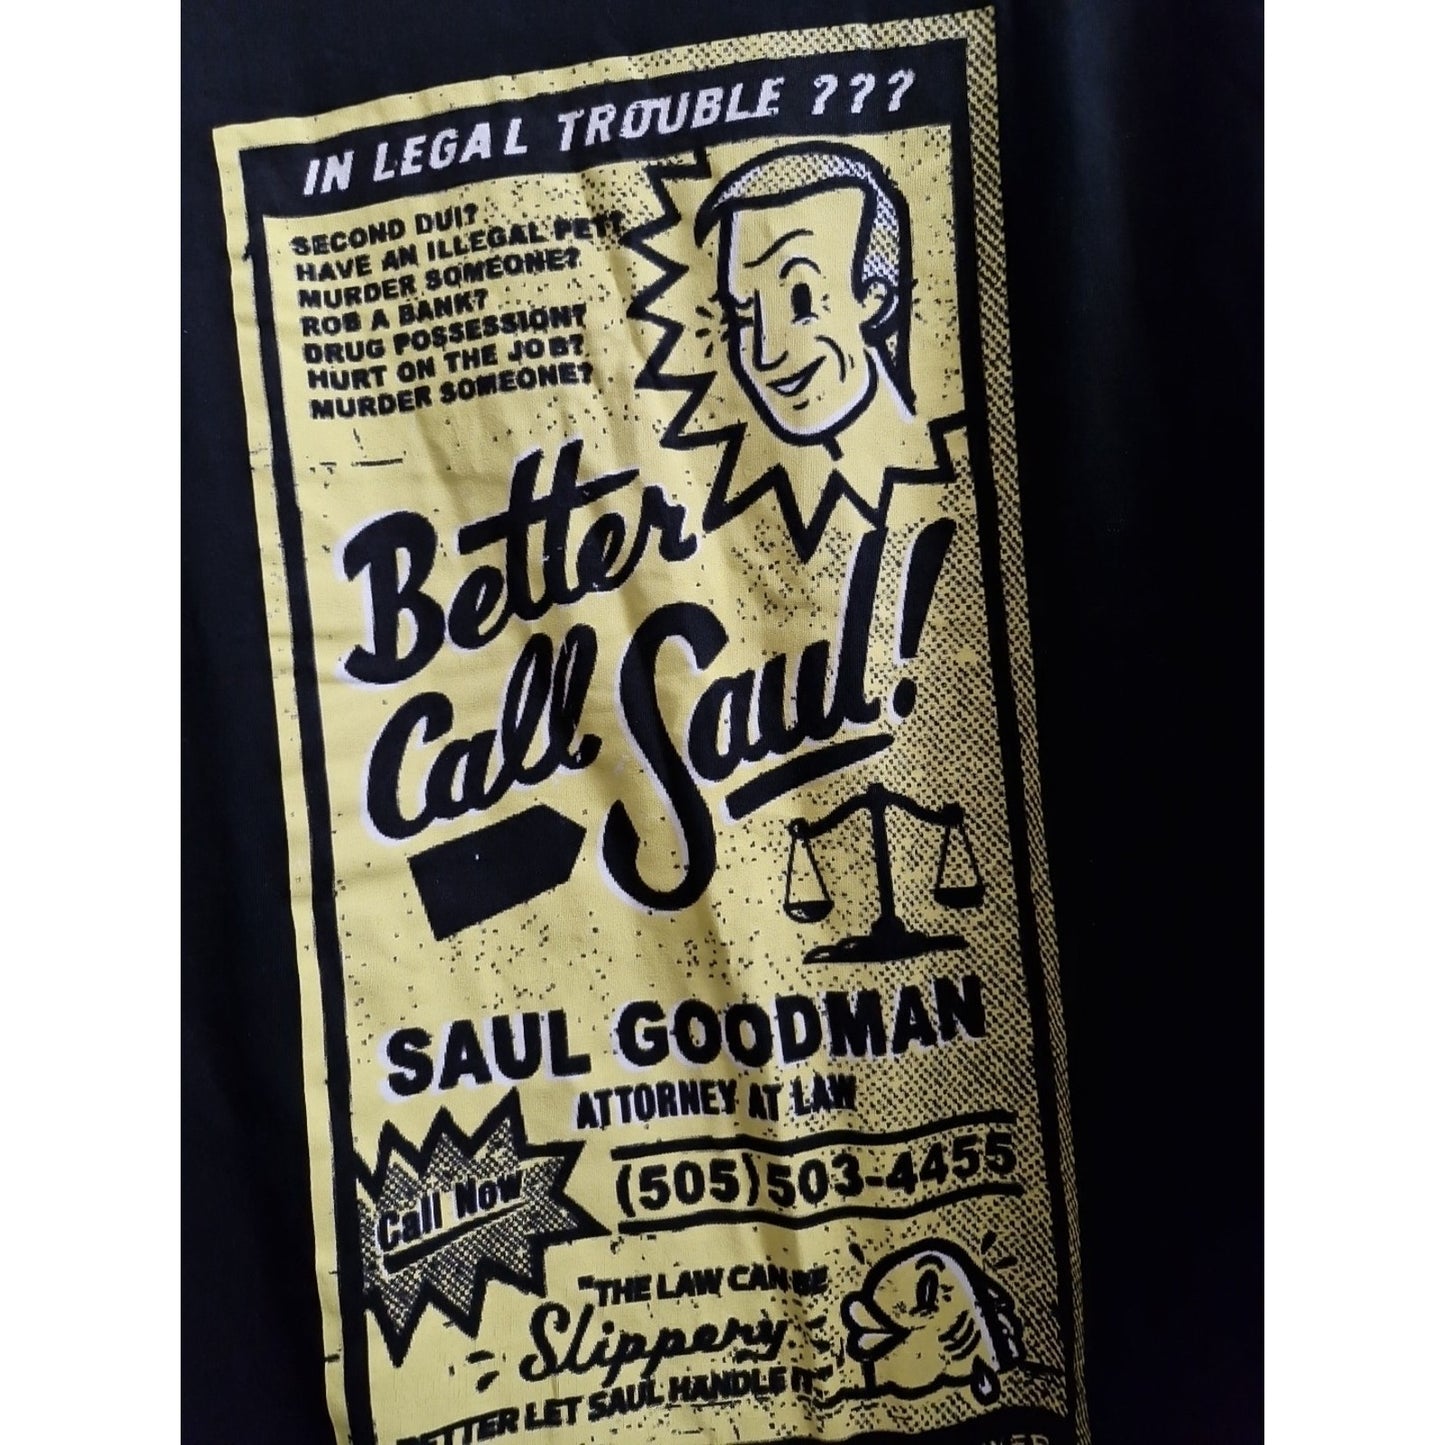 IN LEGAL TROUBLE ???
SECOND DUI?
HAVE AN ILLEGAL PET?
MURDER SOMEONE?
ROB A BANK?
DRUG POSSESSION?
HURT ON THE JOB?
MURDER SOMEONE?
Better
Call Saul!
SAUL GOODMAN
ATTORNEY AT LAW
Call Now
(505)503-4455
"THE LAW CAN BE
Slippery
BETTER LET SAUL HANDLE IT"